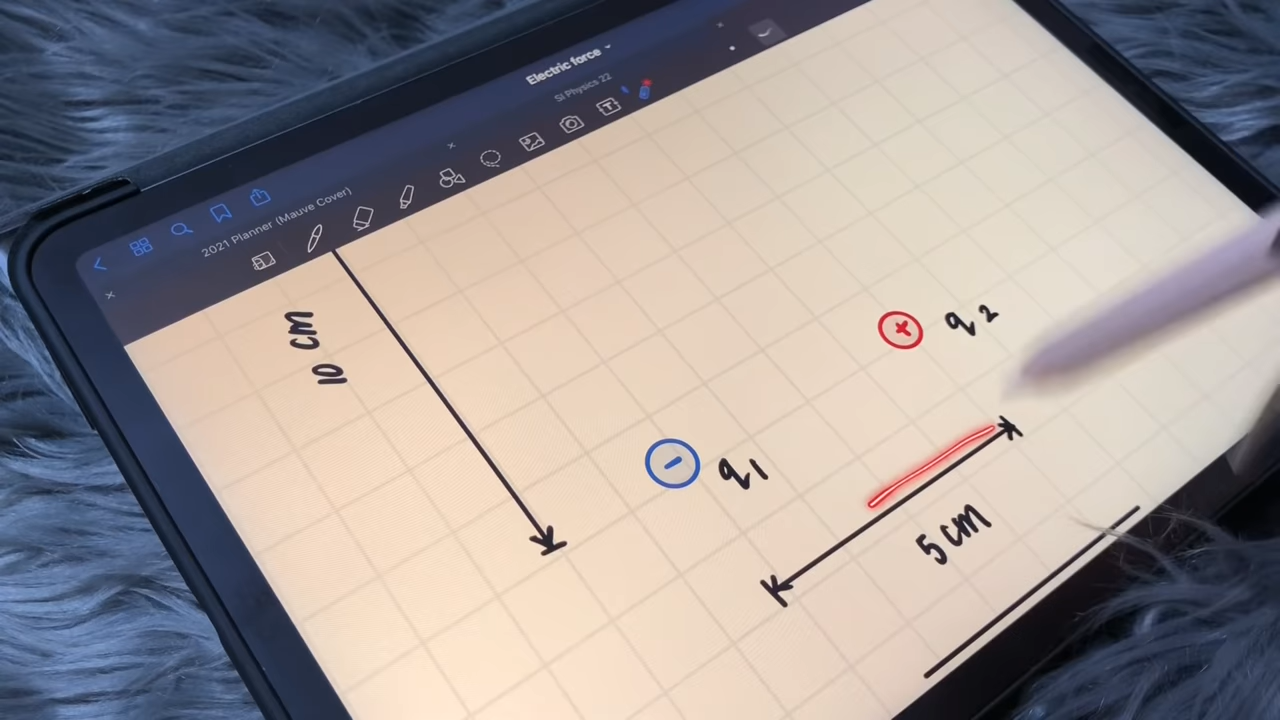 Electric force
Si Physics 22
2021 Planner (Mauve Cover)
10 cm
+ q2
- q1
5 cm